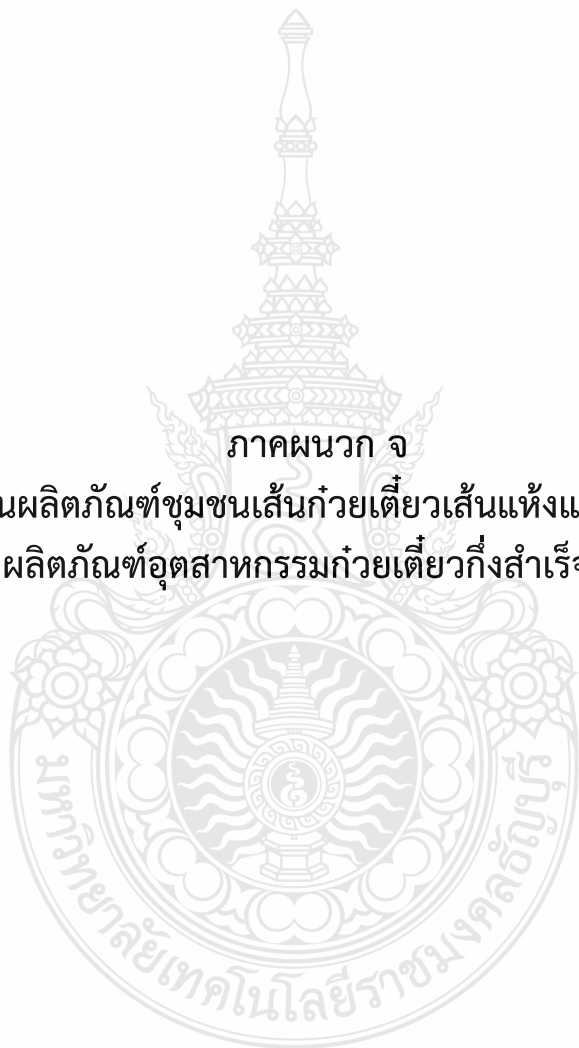 ภาคผนวก จ
นผลิตภัณฑ์ชุมชนเส้นก๋วยเตี๋ยวเส้นแห้งแ
ผลิตภัณฑ์อุตสาหกรรมก๋วยเตี๋ยวกึ่งสำเร็จ
มหาวิทยาลัยเทคโนโลยีราชมงคลธัญบุรี